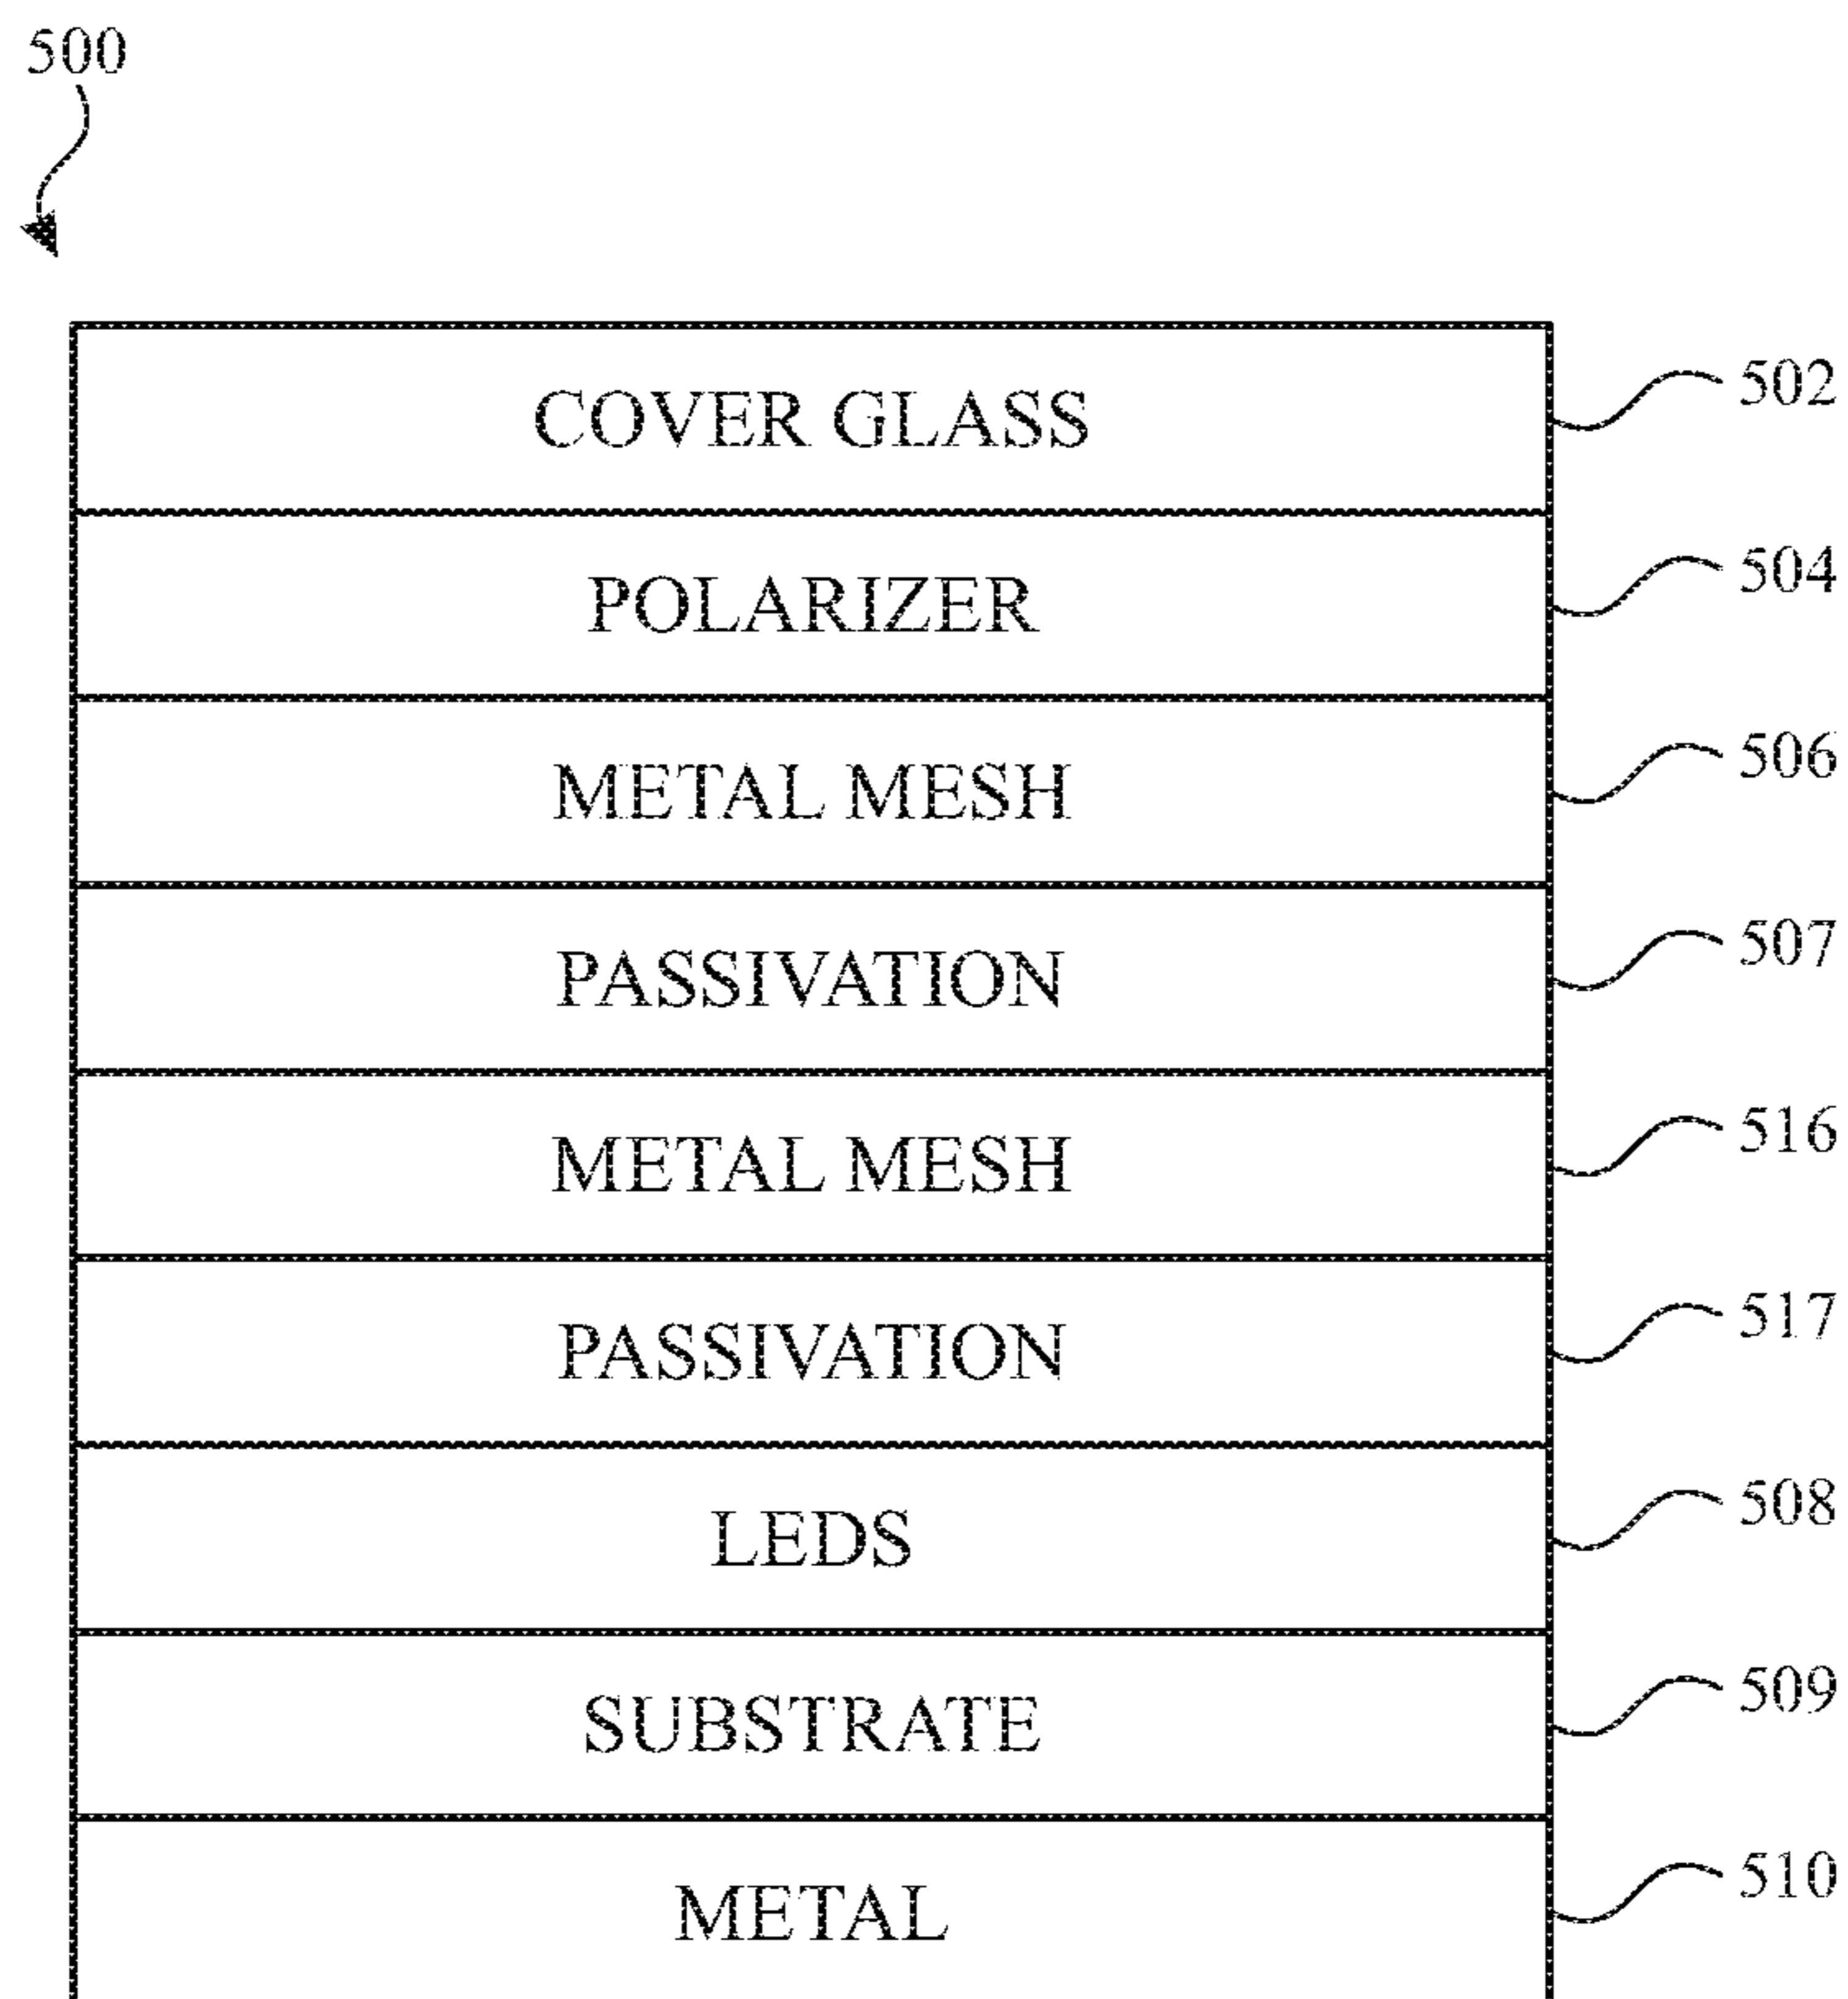 500
COVER GLASS 502
POLARIZER 504
METAL MESH 506
PASSIVATION 507
METAL MESH 516
PASSIVATION 517
LEDS 508
SUBSTRATE 509
METAL 510